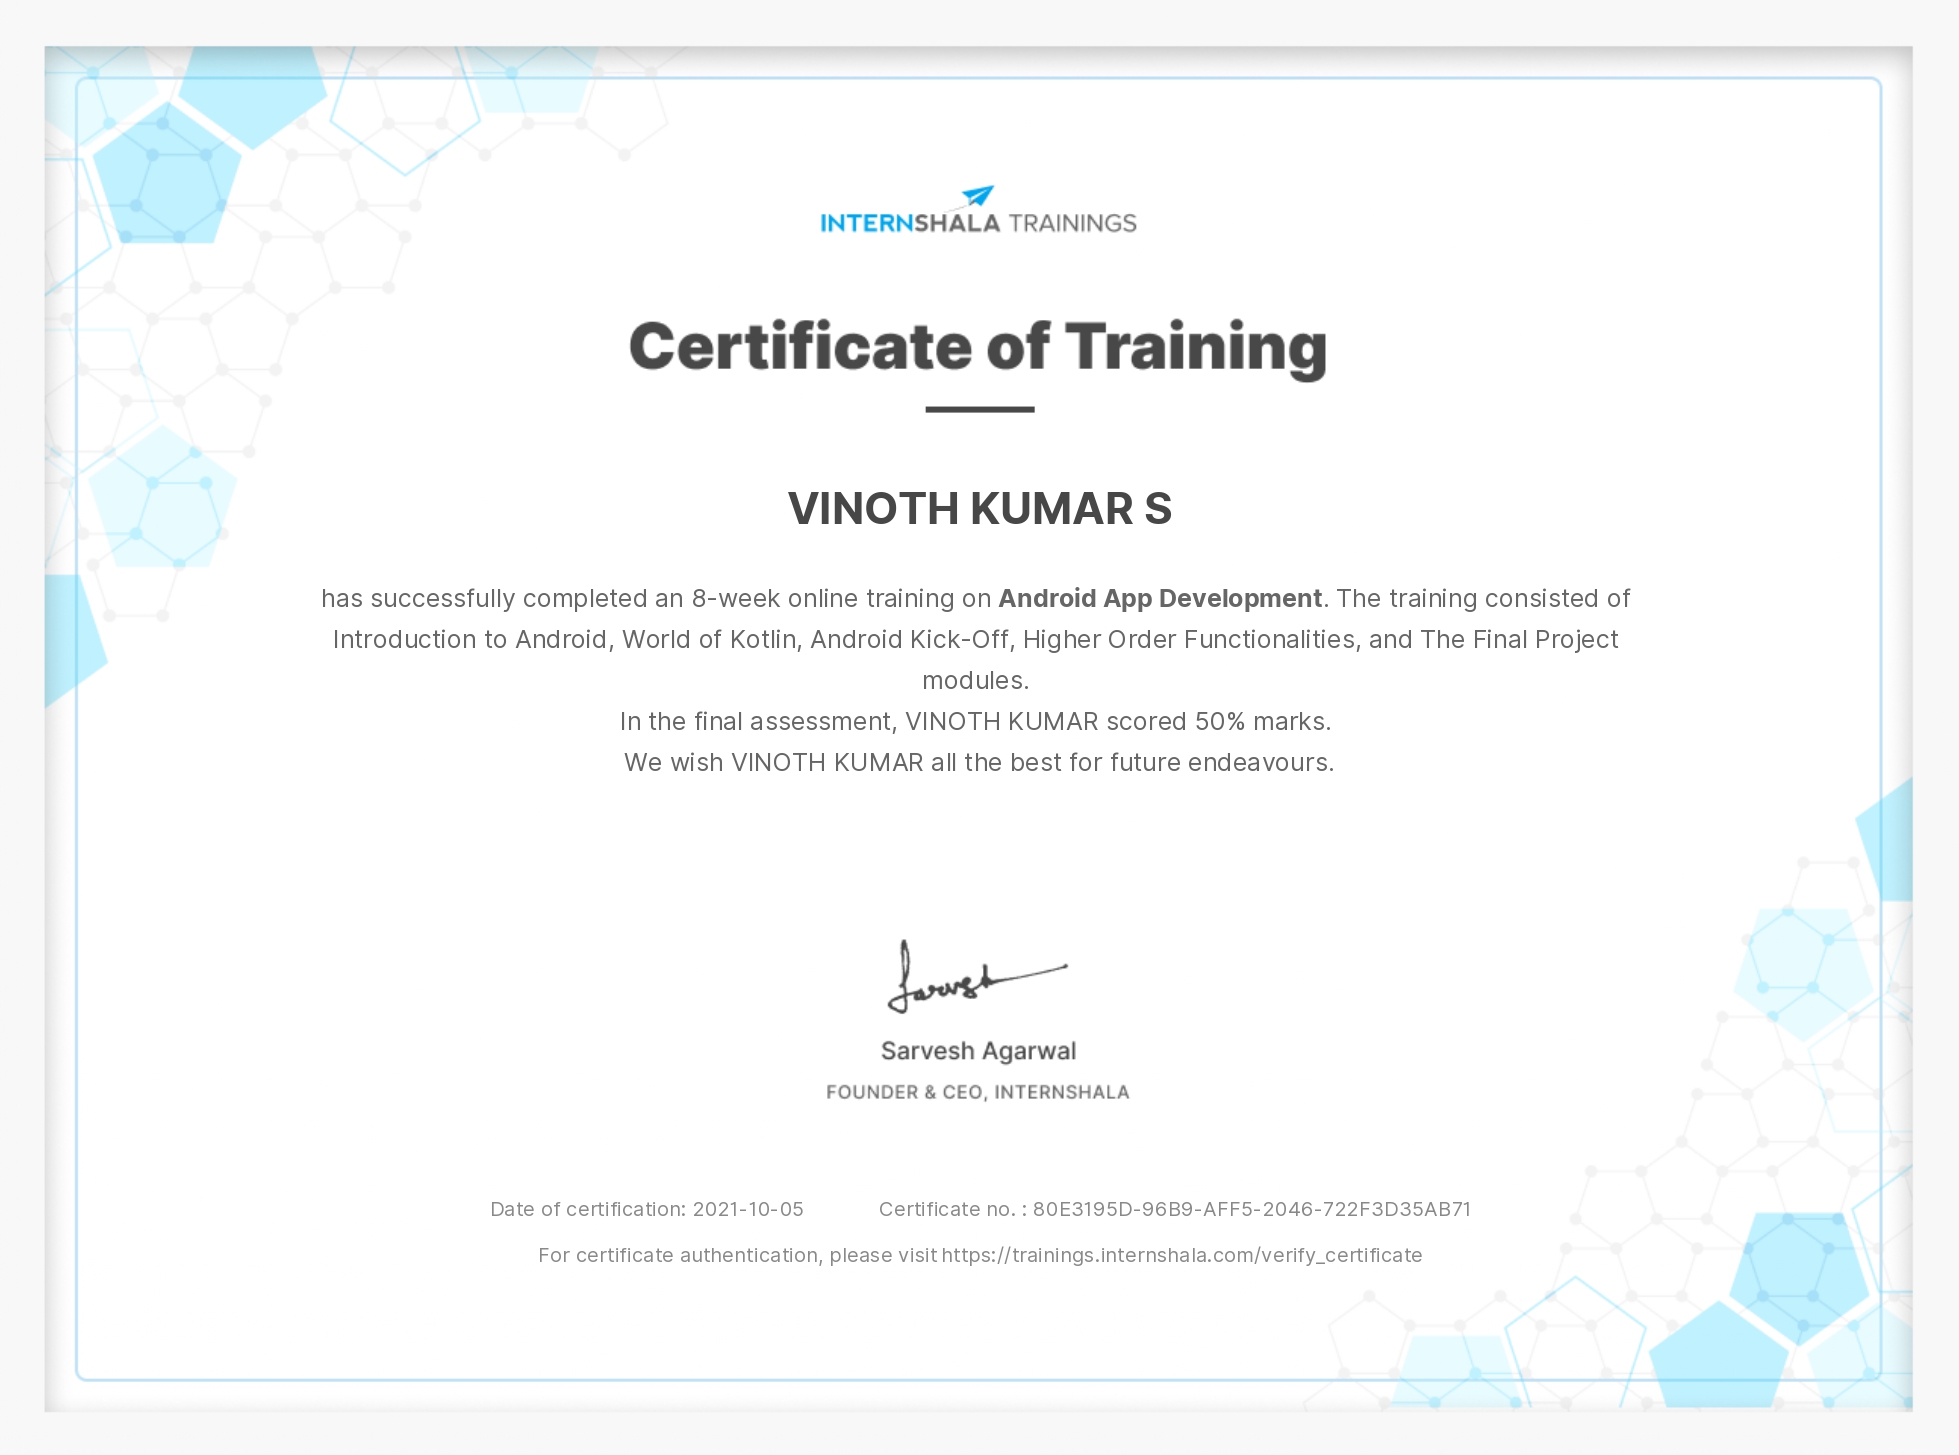 INTERNSHALA TRAININGS
Certificate of Training
VINOTH KUMAR S
has successfully completed an 8-week online training on Android App Development. The training consisted of
Introduction to Android, World of Kotlin, Android Kick-Off, Higher Order Functionalities, and The Final Project
modules.
In the final assessment, VINOTH KUMAR scored 50% marks.
We wish VINOTH KUMAR all the best for future endeavours.
Sarvesh
Sarvesh Agarwal
FOUNDER & CEO, INTERNSHALA
Date of certification: 2021-10-05 Certificate no. : 80E3195D-96B9-AFF5-2046-722F3D35AB71
For certificate authentication, please visit https://trainings.internshala.com/verify_certificate